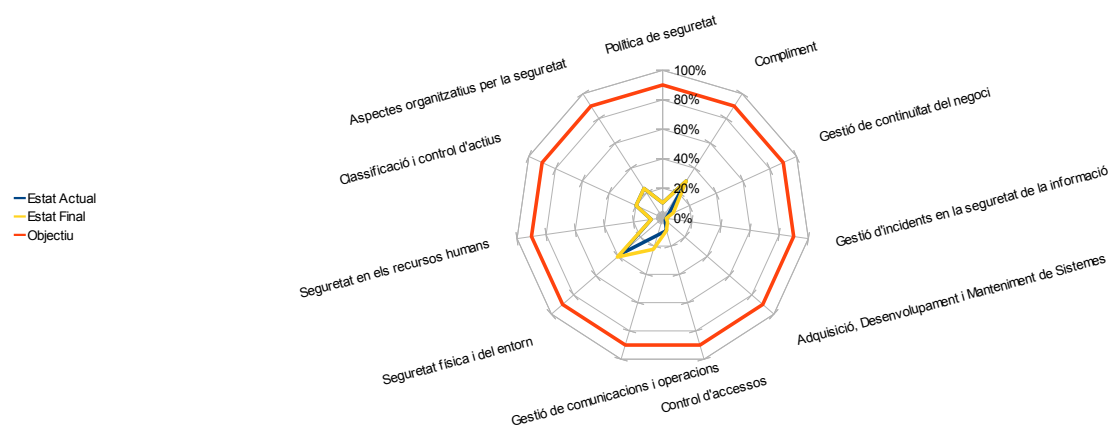 Política de seguretat
Compliment
Aspectes organitzatius per la seguretat
100%
80%
60%
40%
20%
0%
Gestió de continuïtat del negoci
Classificació i control d'actius
Gestió d'incidents en la seguretat de la informació
Estat Actual
Estat Final
Objectiu
Seguretat en els recursos humans
Adquisició, Desenvolupament i Manteniment de Sistemes
Seguretat física i del entorn
Gestió de comunicacions i operacions
Control d'accessos